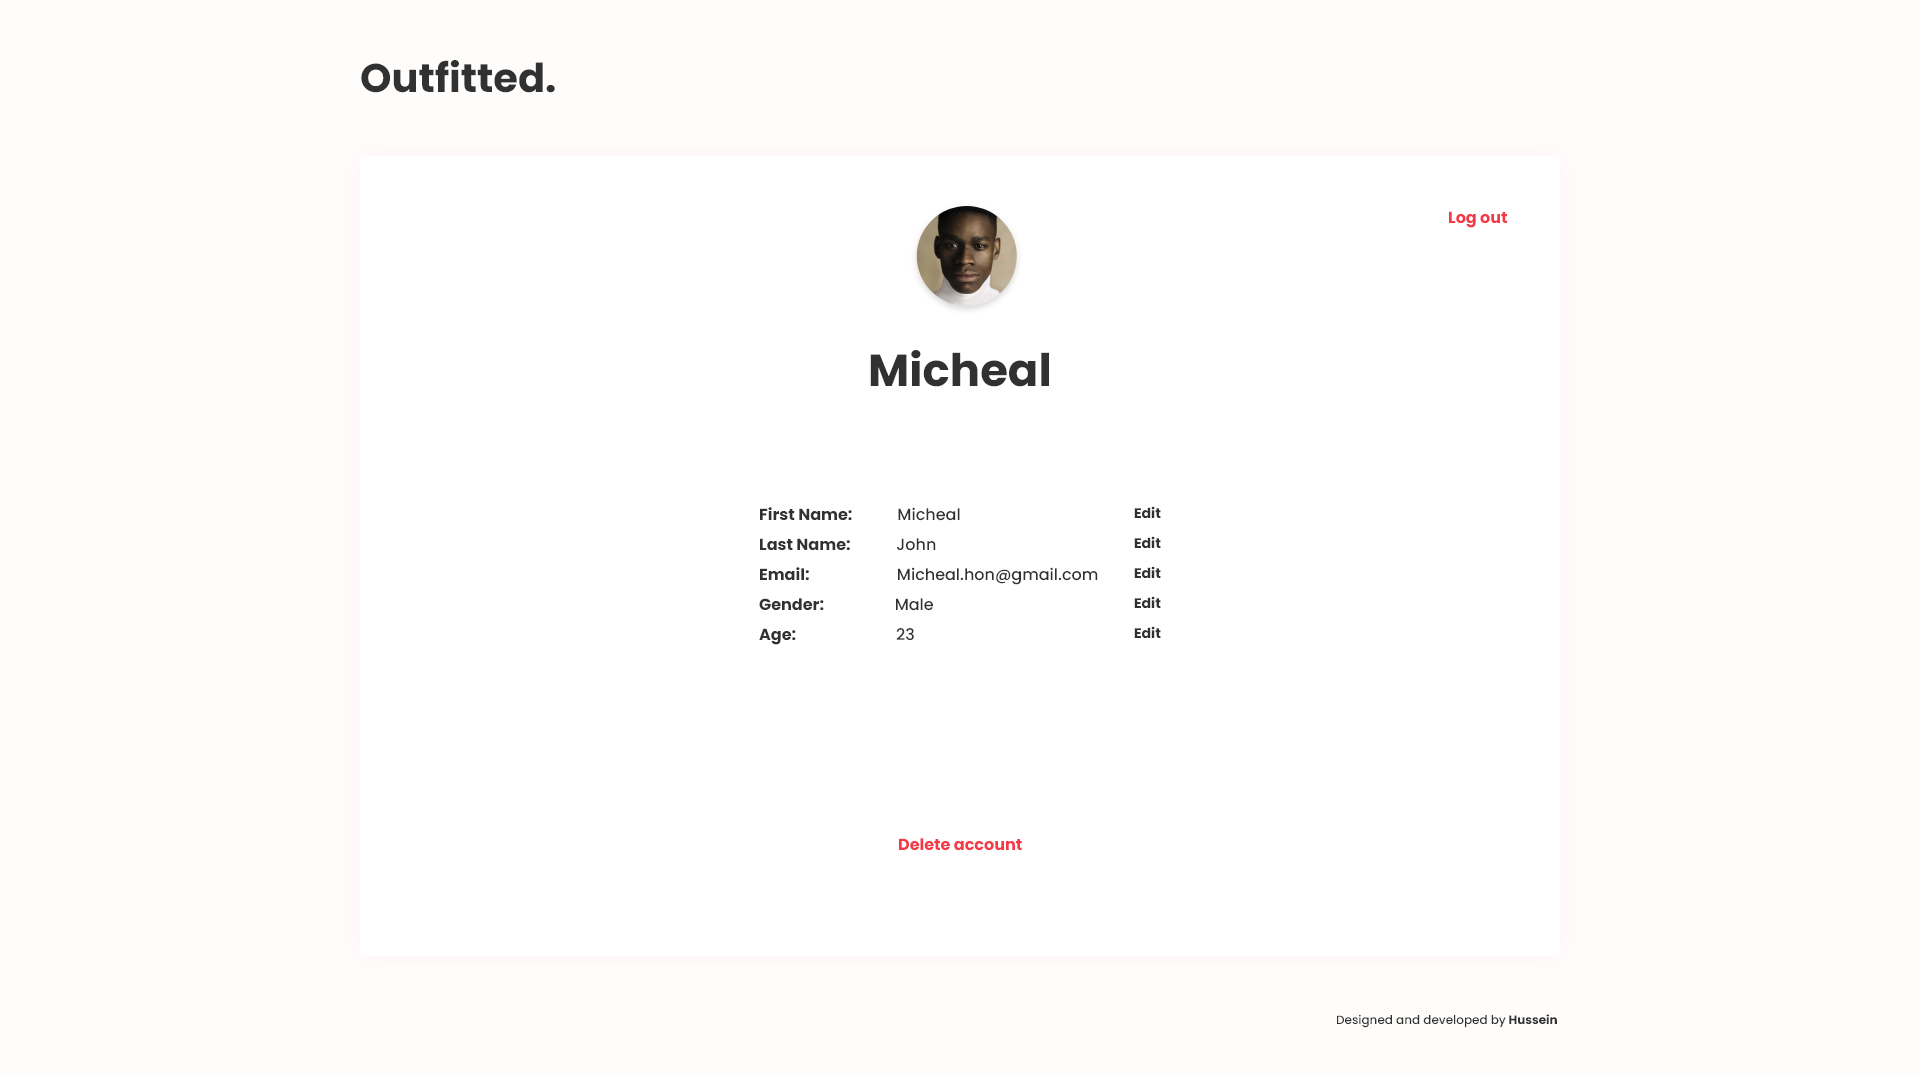 Outfitted.
Log out
Micheal
First Name: Micheal Edit
Last Name: John Edit
Email: Micheal.hon@gmail.com Edit
Gender: Male Edit
Age: 23 Edit
Delete account
Designed and developed by Hussein